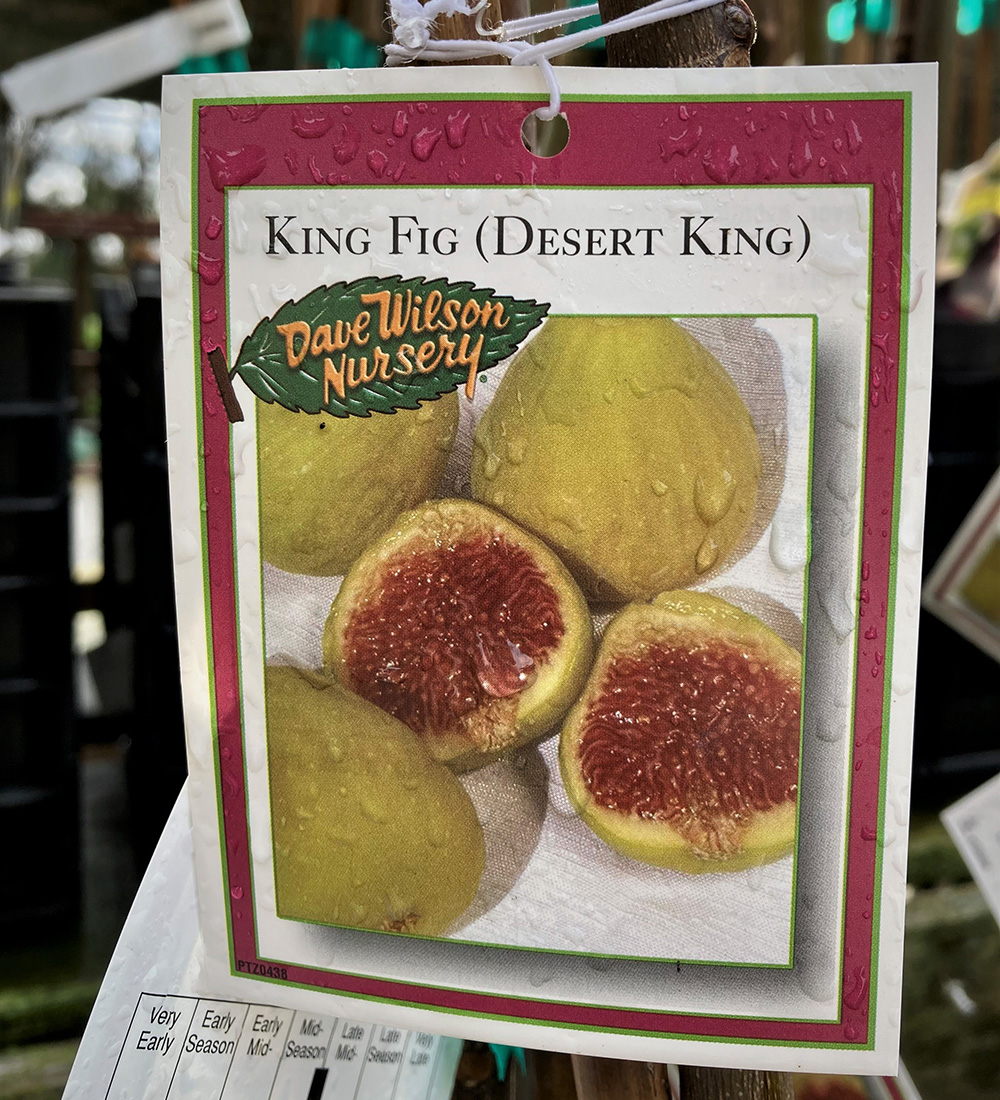 King Fig (Desert King)
Dave Wilson
Nursery
PTZ0438
Very
Early
Early
Season
Early
Mid-
Mid-
Season
Late
Mid-
Late
Season
Very
Late